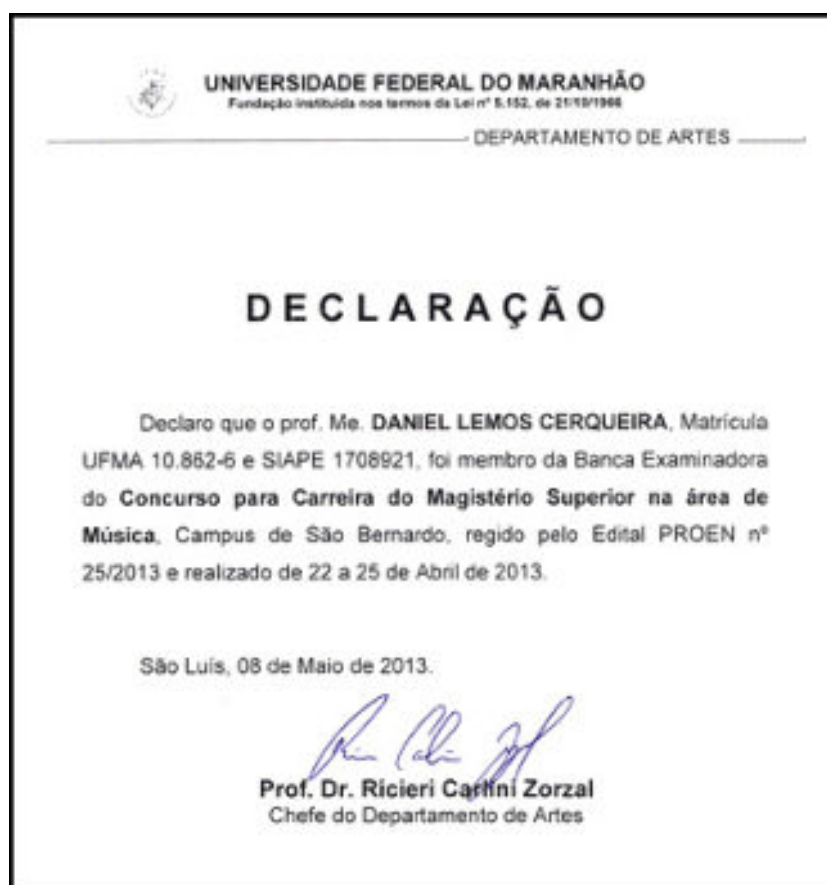 UNIVERSIDADE FEDERAL DO MARANHÃO
Fundação instituída nos termos da Lei nº 5.152, de 21/10/1966
DEPARTAMENTO DE ARTES
DECLARAÇÃO
Declaro que o prof. Me. DANIEL LEMOS CERQUEIRA, Matrícula
UFMA 10.862-6 e SIAPE 1708921, foi membro da Banca Examinadora
do Concurso para Carreira do Magistério Superior na área de
Música, Campus de São Bernardo, regido pelo Edital PROEN nº
25/2013 e realizado de 22 a 25 de Abril de 2013.
São Luís, 08 de Maio de 2013.
Prof. Dr. Ricieri Carlini Zorzal
Chefe do Departamento de Artes